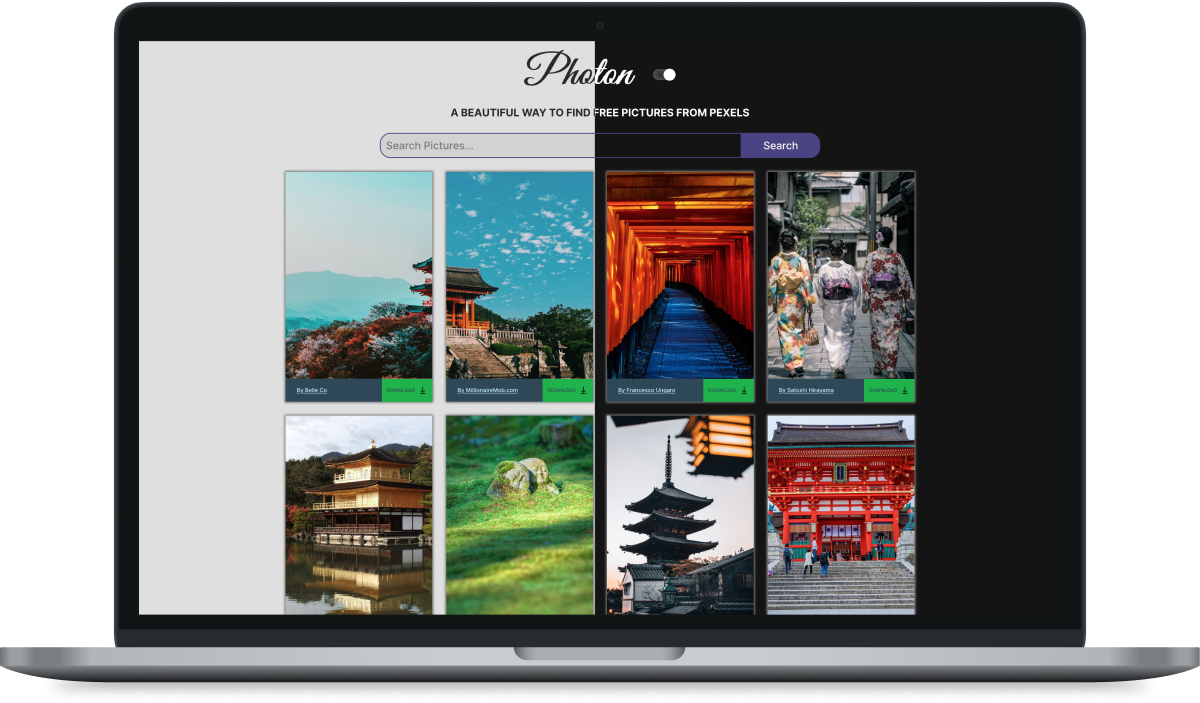 Photon
A BEAUTIFUL WAY TO FIND FREE PICTURES FROM PEXELS
Search Pictures...
Search
By Belle Co
DOWNLOAD
By MillionaireMob.com
DOWNLOAD
By Francesco Ungaro
DOWNLOAD
By Satoshi Hirayama
DOWNLOAD